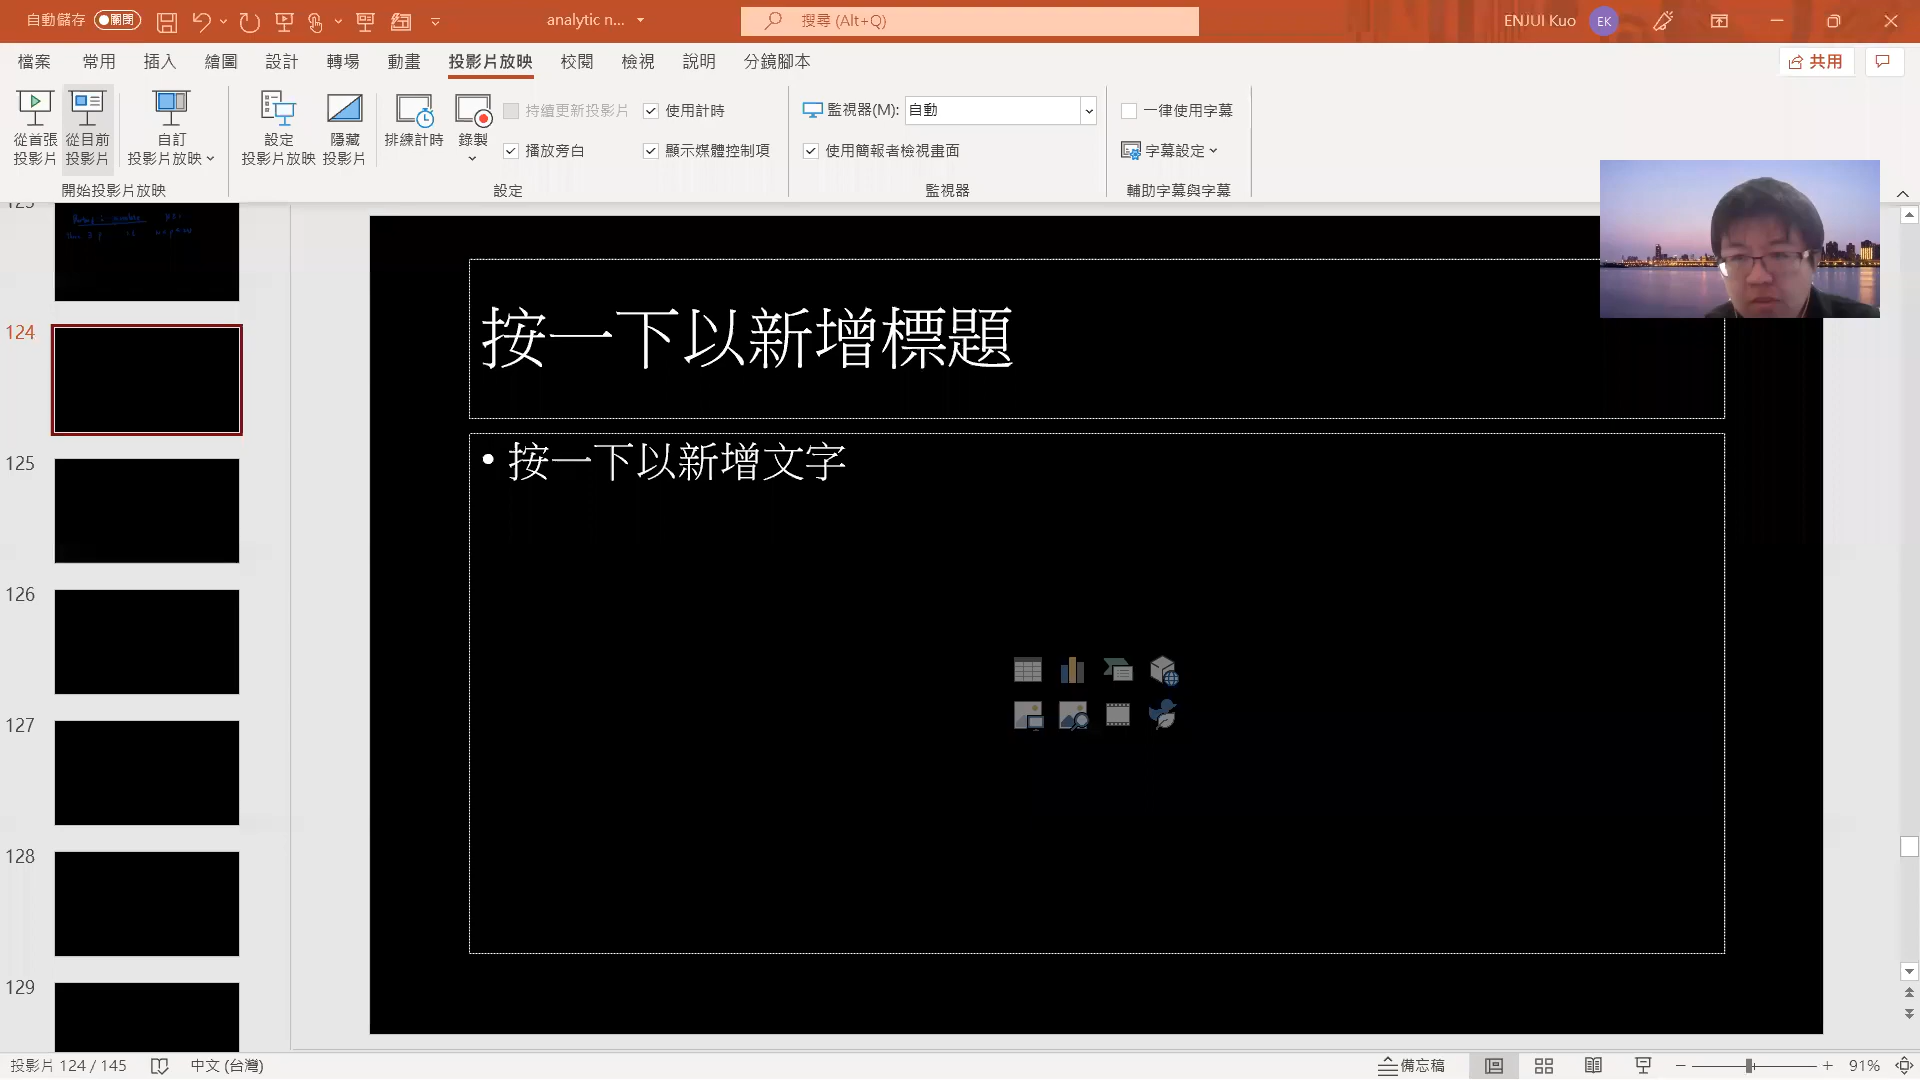 自動儲存 關閉 analytic n... 搜尋 (Alt+Q) ENJUI Kuo EK
檔案 常用 插入 繪圖 設計 轉場 動畫 投影片放映 校閱 檢視 說明 分鏡腳本 共用
從首張
投影片
從目前
投影片
自訂
投影片放映
開始投影片放映
設定
投影片放映
隱藏
投影片
排練計時
錄製
持續更新投影片
使用計時
播放旁白
顯示媒體控制項
設定
監視器(M): 自動
使用簡報者檢視畫面
監視器
一律使用字幕
字幕設定
輔助字幕與字幕
123
124
125
126
127
128
129
按一下以新增標題
• 按一下以新增文字
投影片 124 / 145 中文 (台灣) 備忘稿 91%